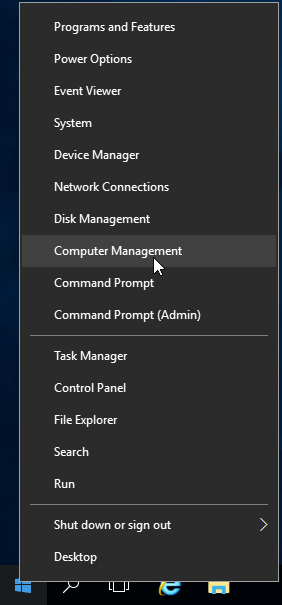 Programs and Features
Power Options
Event Viewer
System
Device Manager
Network Connections
Disk Management
Computer Management
Command Prompt
Command Prompt (Admin)
Task Manager
Control Panel
File Explorer
Search
Run
Shut down or sign out
Desktop